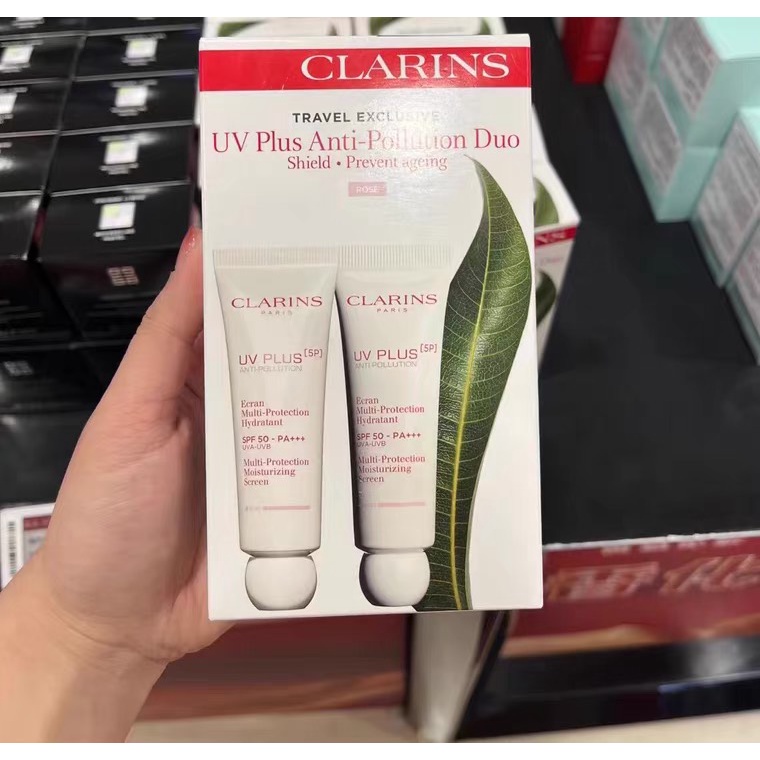 CLARINS
TRAVEL EXCLUSIVE
UV Plus Anti-Pollution Duo
Shield • Prevent ageing
ROSE
CLARINS
PARIS
UV PLUS [5P]
ANTI-POLLUTION
Ecran
Multi-Protection
Hydratant
SPF 50 - PA+++
UVA-UVB
Multi-Protection
Moisturizing
Screen
CLARINS
PARIS
UV PLUS [5P]
ANTI-POLLUTION
Ecran
Multi-Protection
Hydratant
SPF 50 - PA+++
UVA-UVB
Multi-Protection
Moisturizing
Screen